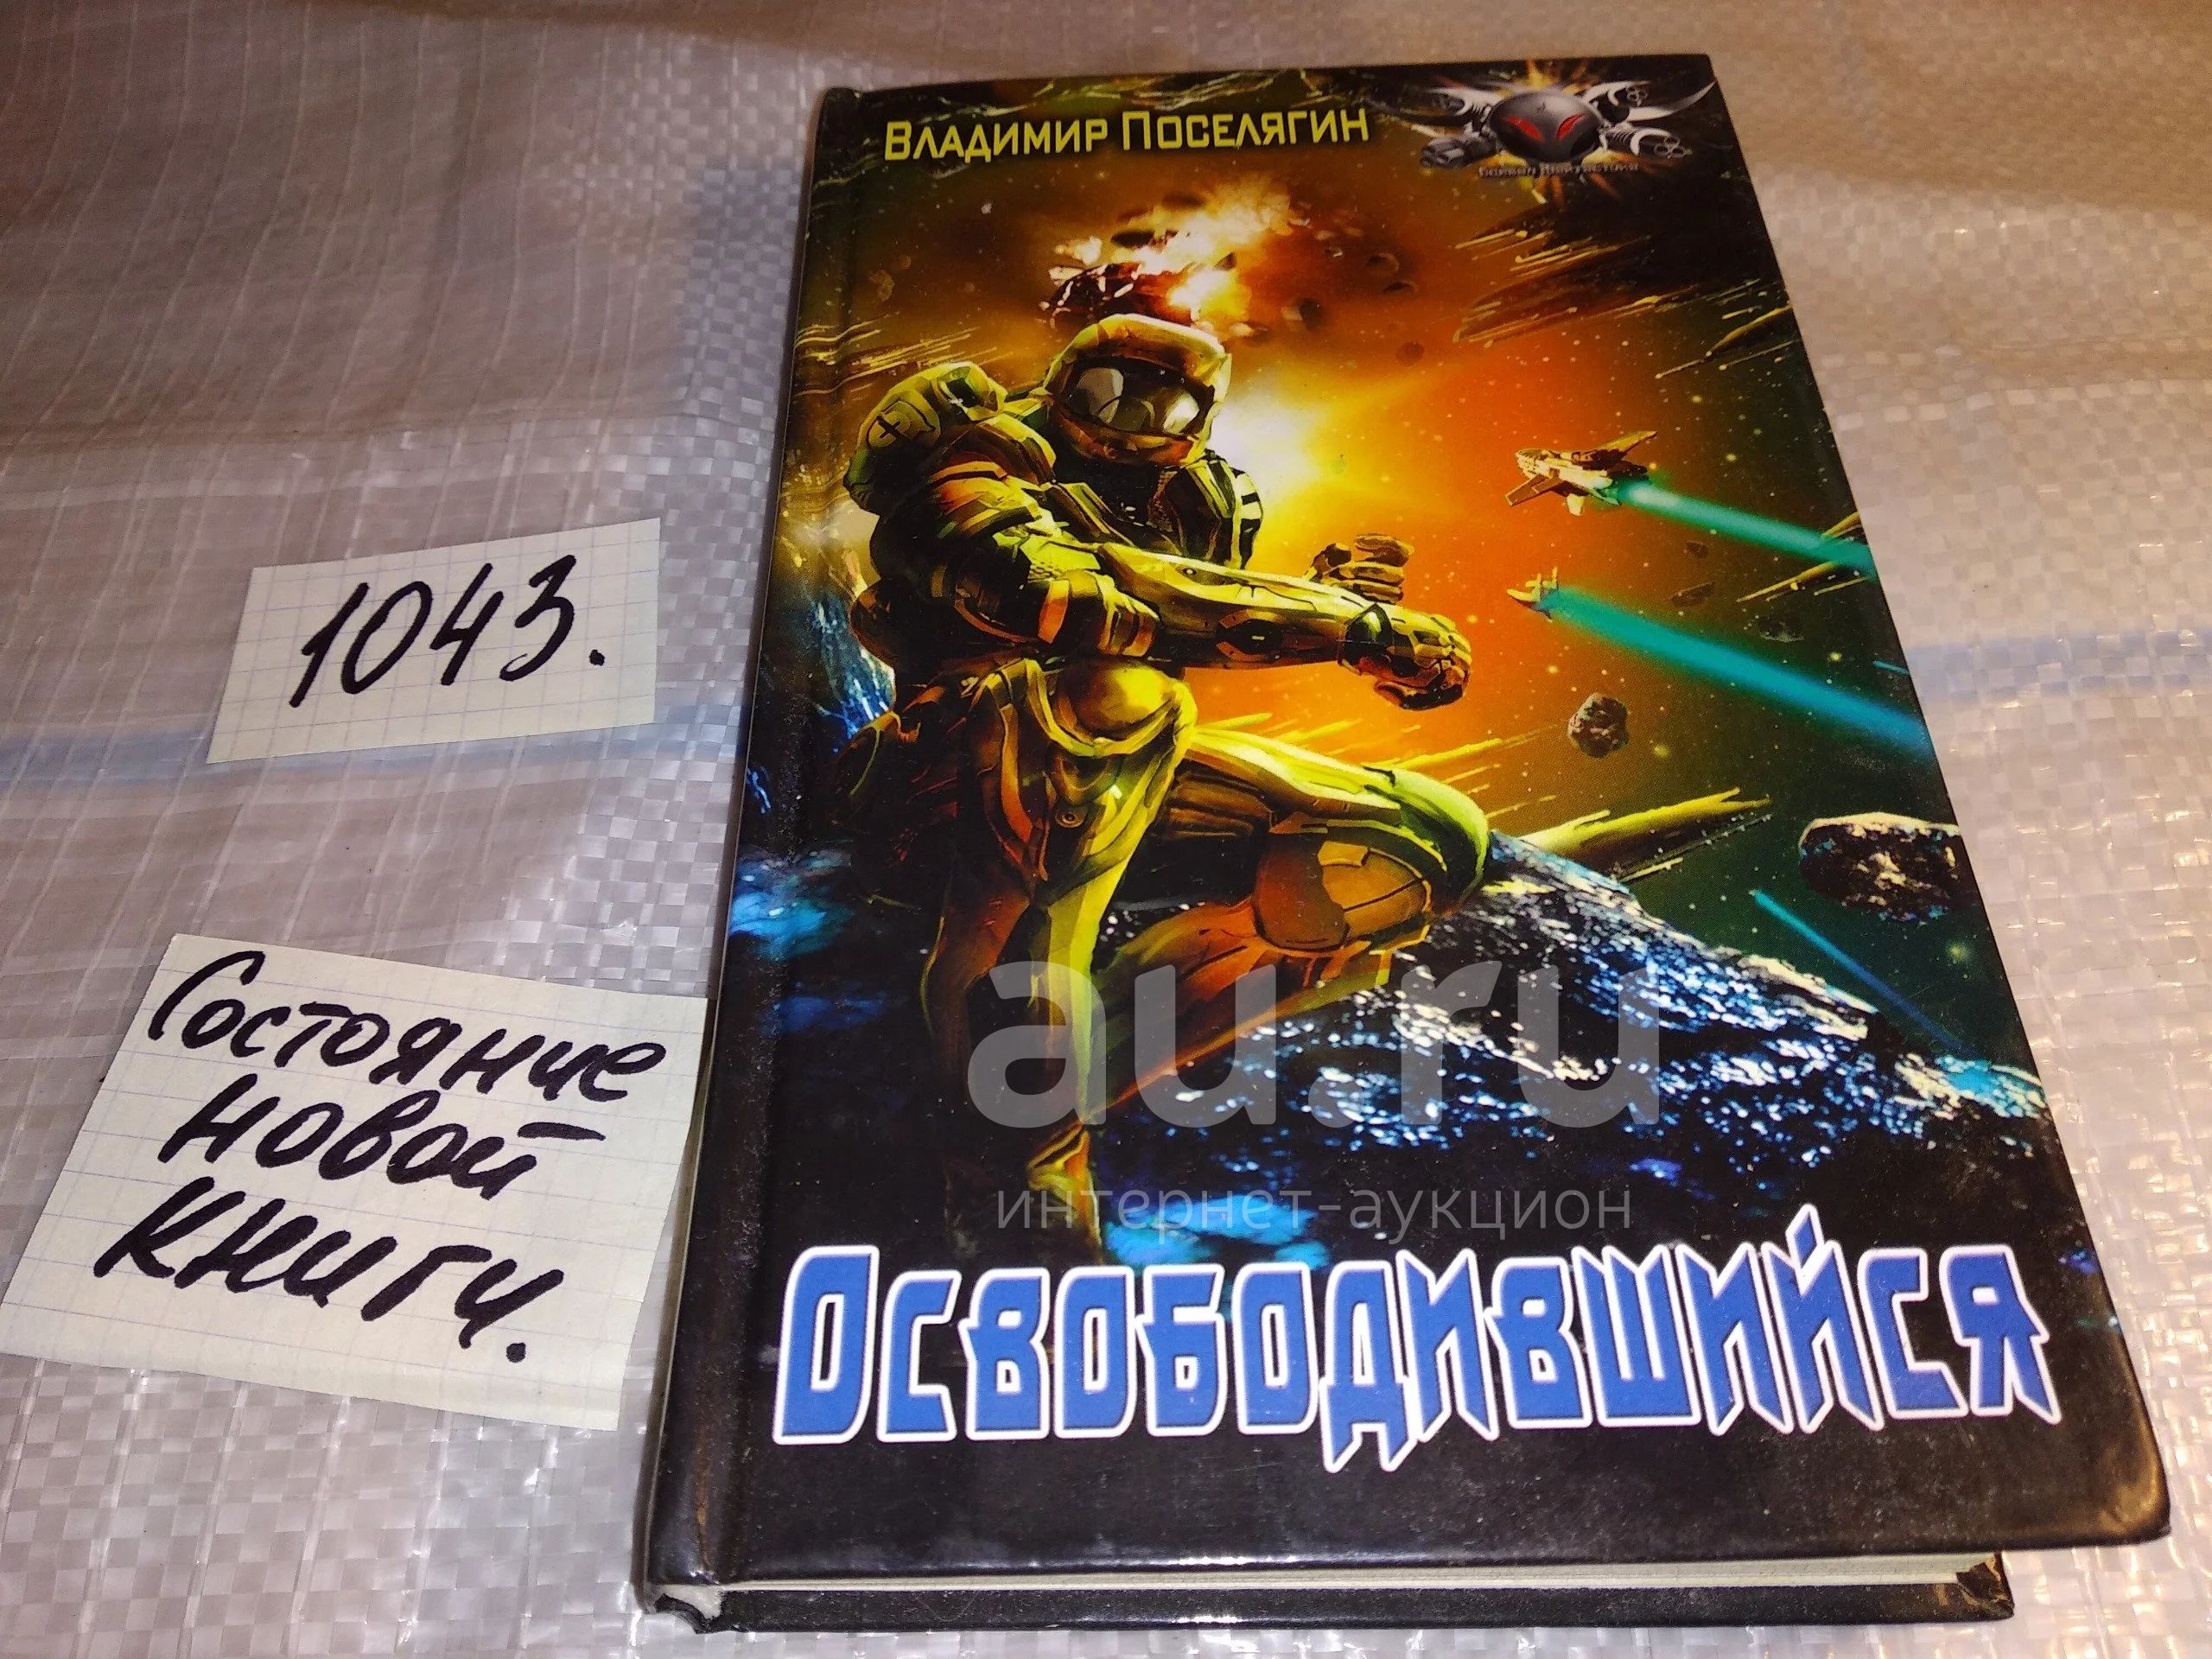 Владимир Поселягин
1043.
Состояние
новой
книги.
au.ru
интернет-аукцион
Освободившийся